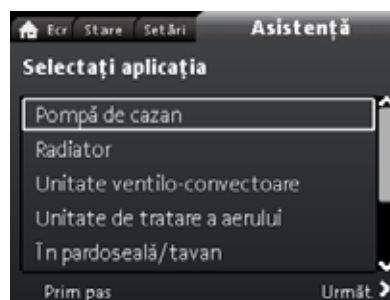 Ecr Stare Setări Asistență
Selectați aplicația
Pompă de cazan
Radiator
Unitate ventilo-convectoare
Unitate de tratare a aerului
În pardoseală/tavan
Prim pas Următ